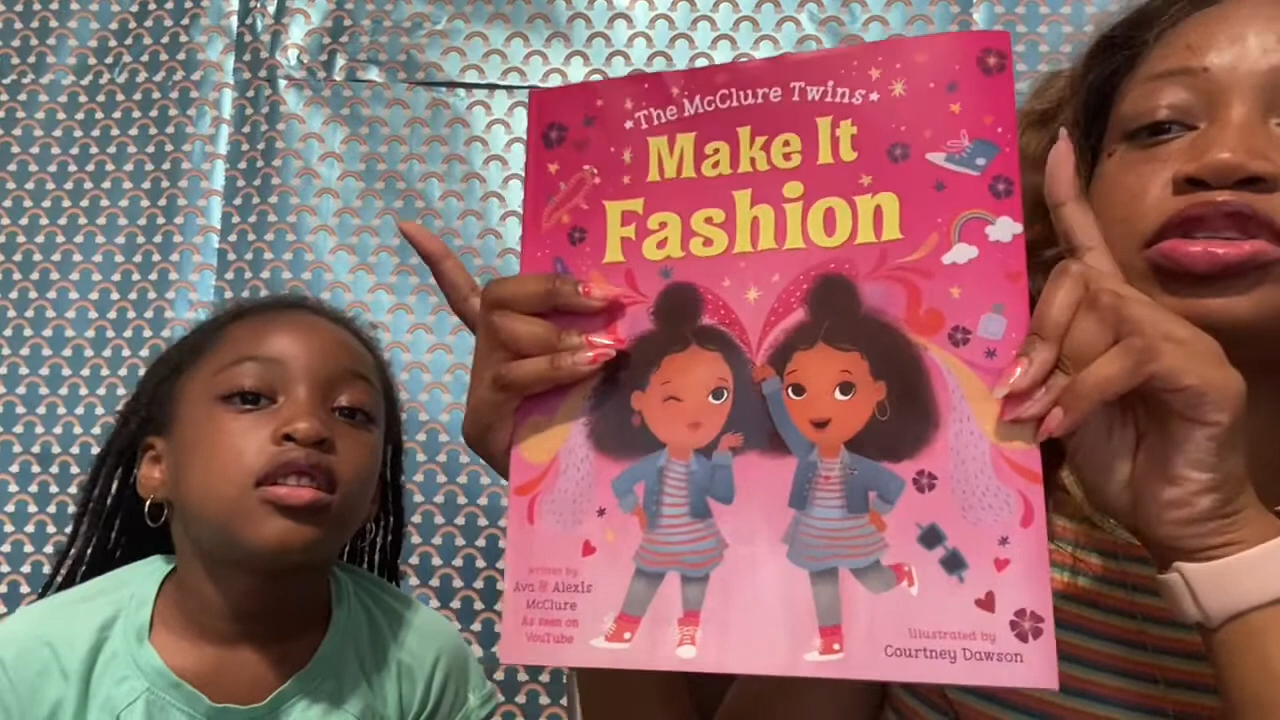 The McClure Twins
Make It
Fashion
written by
Ava & Alexis
McClure
As seen on
YouTube
Illustrated by
Courtney Dawson